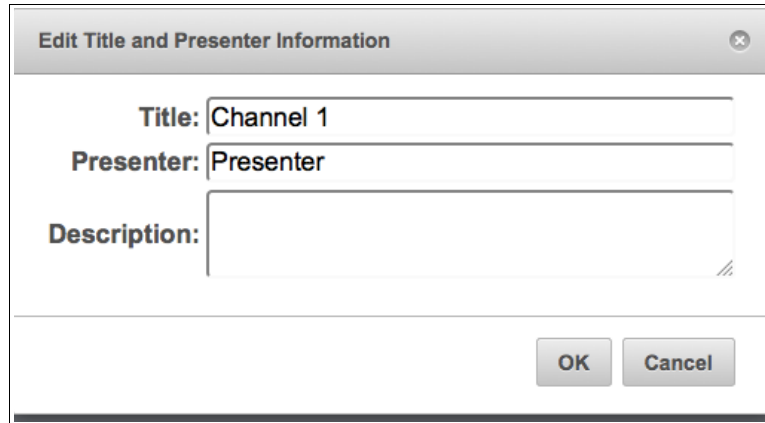 Edit Title and Presenter Information
Title: Channel 1
Presenter: Presenter
Description:
OK Cancel